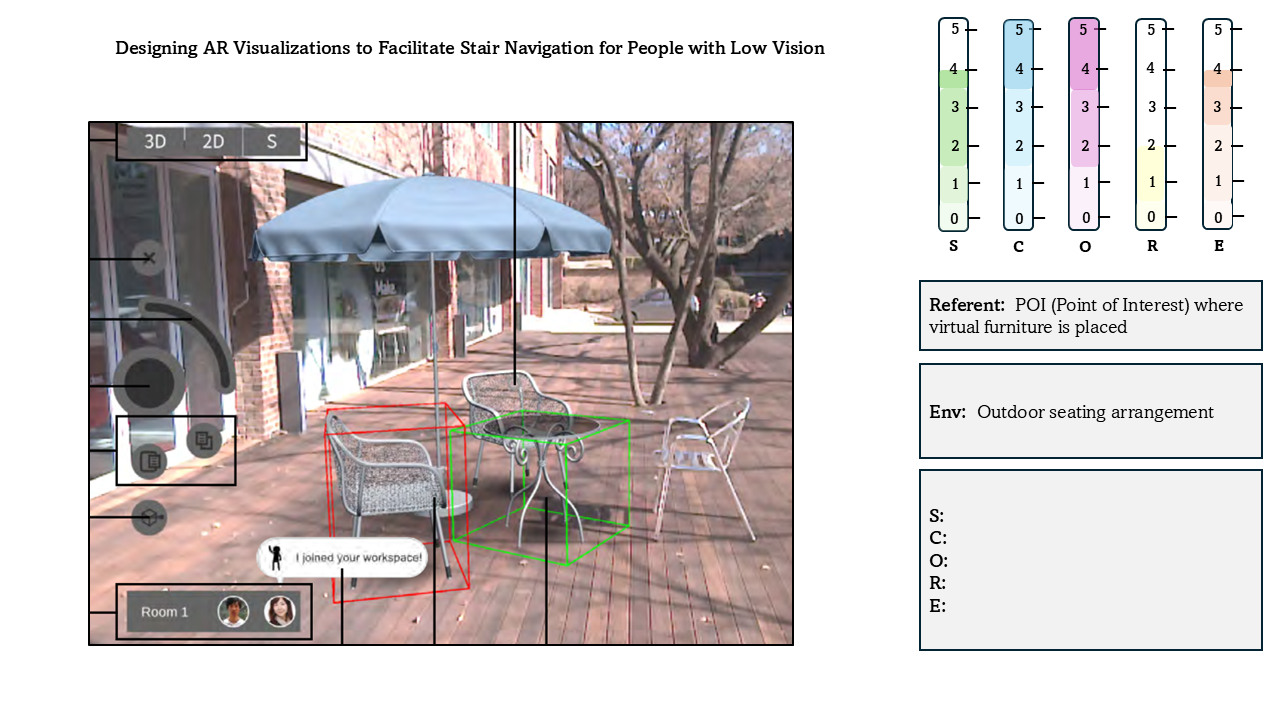 Designing AR Visualizations to Facilitate Stair Navigation for People with Low Vision
3D 2D S
Make
I joined your workspace!
Room 1
5 5 5 5 5
4 4 4 4 4
3 3 3 3 3
2 2 2 2 2
1 1 1 1 1
0 0 0 0 0
S C O R E
Referent: POI (Point of Interest) where
virtual furniture is placed
Env: Outdoor seating arrangement
S:
C:
O:
R:
E: